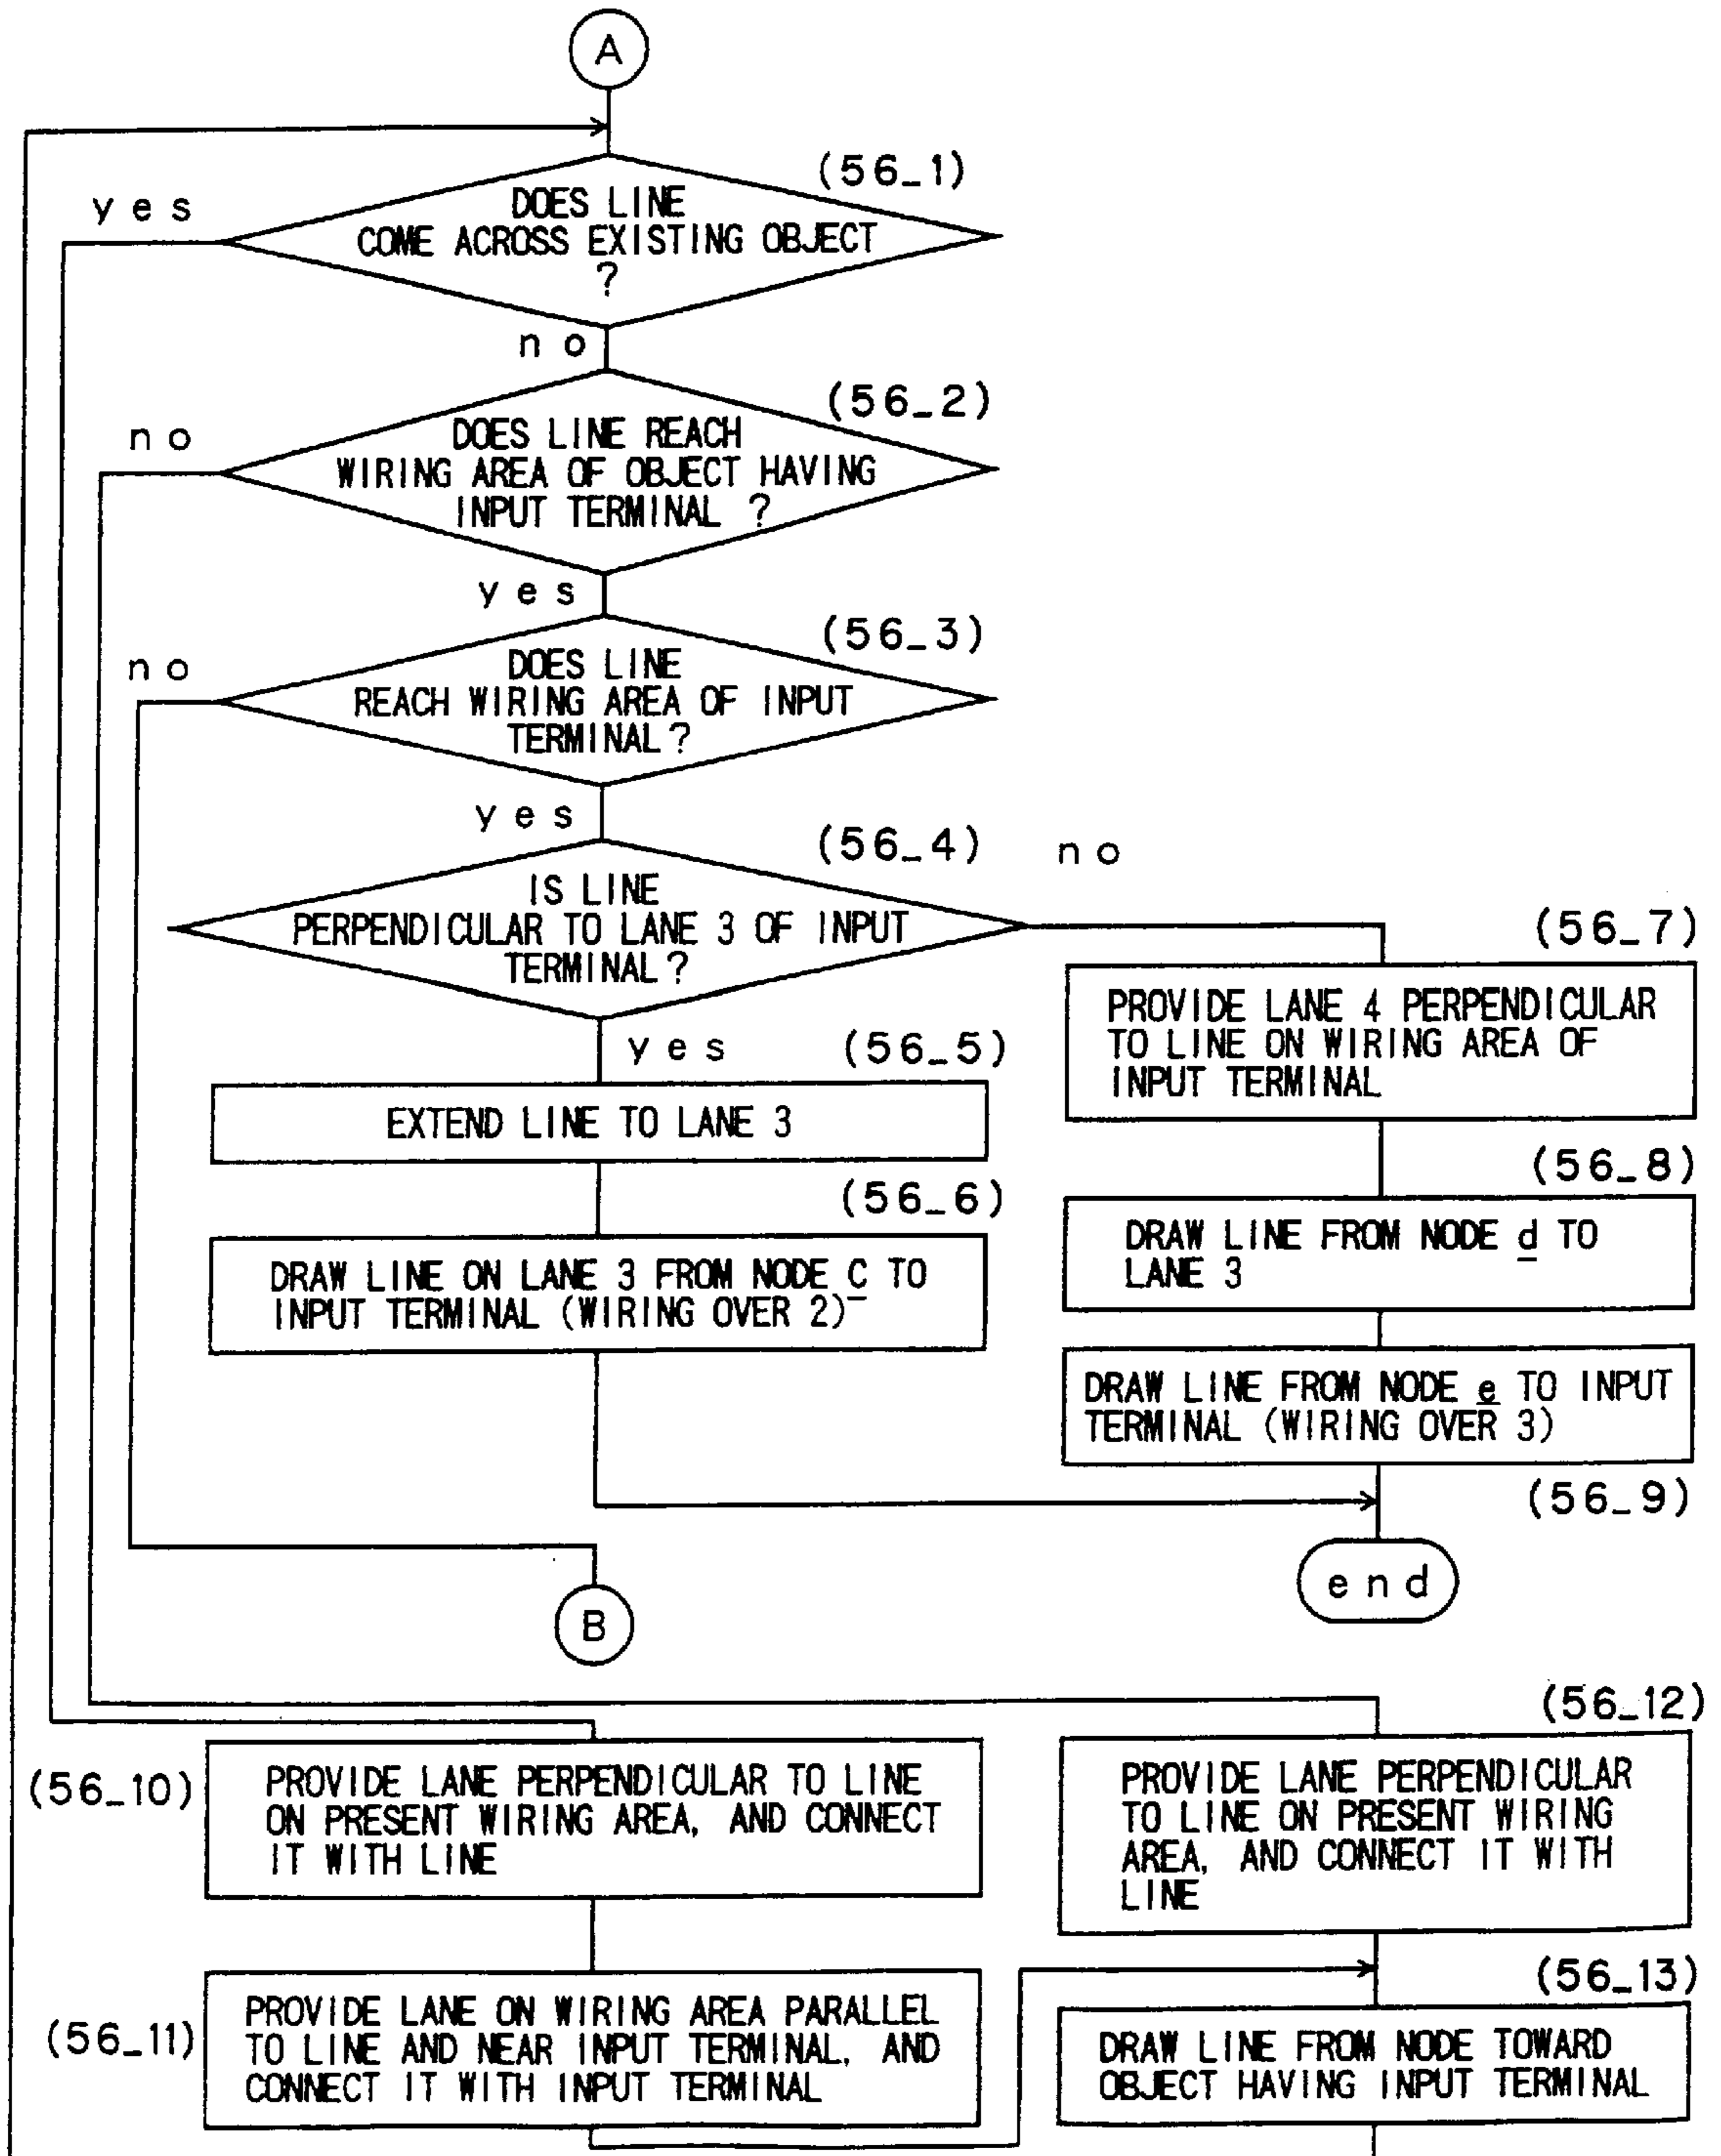 A
(56_1)
yes
DOES LINE
COME ACROSS EXISTING OBJECT
?
no
(56_2)
no
DOES LINE REACH
WIRING AREA OF OBJECT HAVING
INPUT TERMINAL ?
yes
(56_3)
no
DOES LINE
REACH WIRING AREA OF INPUT
TERMINAL?
yes
(56_4)
no
IS LINE
PERPENDICULAR TO LANE 3 OF INPUT
TERMINAL?
yes
(56_5)
EXTEND LINE TO LANE 3
(56_6)
DRAW LINE ON LANE 3 FROM NODE C TO
INPUT TERMINAL (WIRING OVER 2)
(56_7)
PROVIDE LANE 4 PERPENDICULAR
TO LINE ON WIRING AREA OF
INPUT TERMINAL
(56_8)
DRAW LINE FROM NODE d TO
LANE 3
DRAW LINE FROM NODE e TO INPUT
TERMINAL (WIRING OVER 3)
(56_9)
end
B
(56_10)
PROVIDE LANE PERPENDICULAR TO LINE
ON PRESENT WIRING AREA, AND CONNECT
IT WITH LINE
(56_11)
PROVIDE LANE ON WIRING AREA PARALLEL
TO LINE AND NEAR INPUT TERMINAL, AND
CONNECT IT WITH INPUT TERMINAL
(56_12)
PROVIDE LANE PERPENDICULAR
TO LINE ON PRESENT WIRING
AREA, AND CONNECT IT WITH
LINE
(56_13)
DRAW LINE FROM NODE TOWARD
OBJECT HAVING INPUT TERMINAL